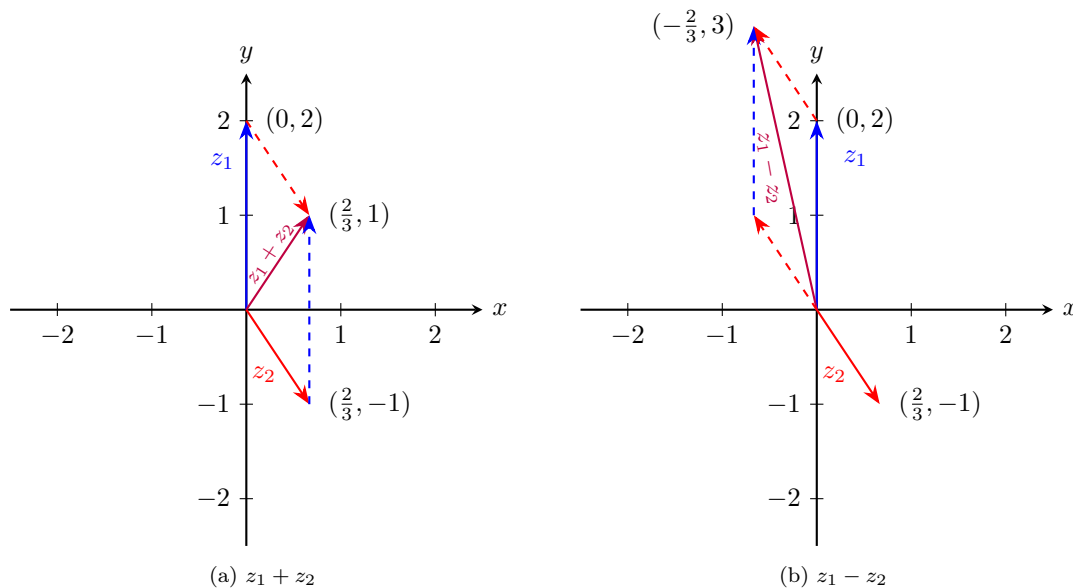 y
2
(0, 2)
z₁
(2/3, 1)
1
z₁ + z₂
x
−2
−1
1
2
z₂
(2/3, −1)
−1
−2
(a) z₁ + z₂
(−2/3, 3)
y
2
(0, 2)
z₁
z₁ − z₂
1
x
−2
−1
1
2
z₂
(2/3, −1)
−1
−2
(b) z₁ − z₂